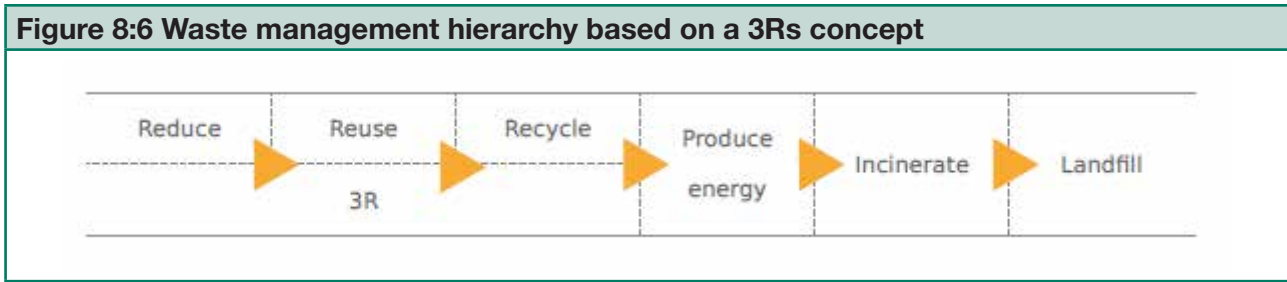 Figure 8:6 Waste management hierarchy based on a 3Rs concept
Reduce
Reuse
Recycle
3R
Produce
energy
Incinerate
Landfill